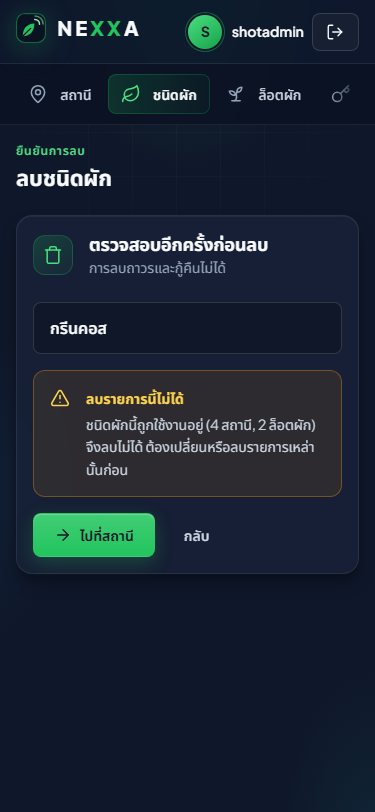 NEXXA
S
shotadmin
สถานี
ชนิดผัก
ล็อตผัก
ยืนยันการลบ
ลบชนิดผัก
ตรวจสอบอีกครั้งก่อนลบ
การลบถาวรและกู้คืนไม่ได้
กรีนคอส
ลบรายการนี้ไม่ได้
ชนิดผักนี้ถูกใช้งานอยู่ (4 สถานี, 2 ล็อตผัก)
จึงลบไม่ได้ ต้องเปลี่ยนหรือลบรายการเหล่า
นั้นก่อน
ไปที่สถานี
กลับ